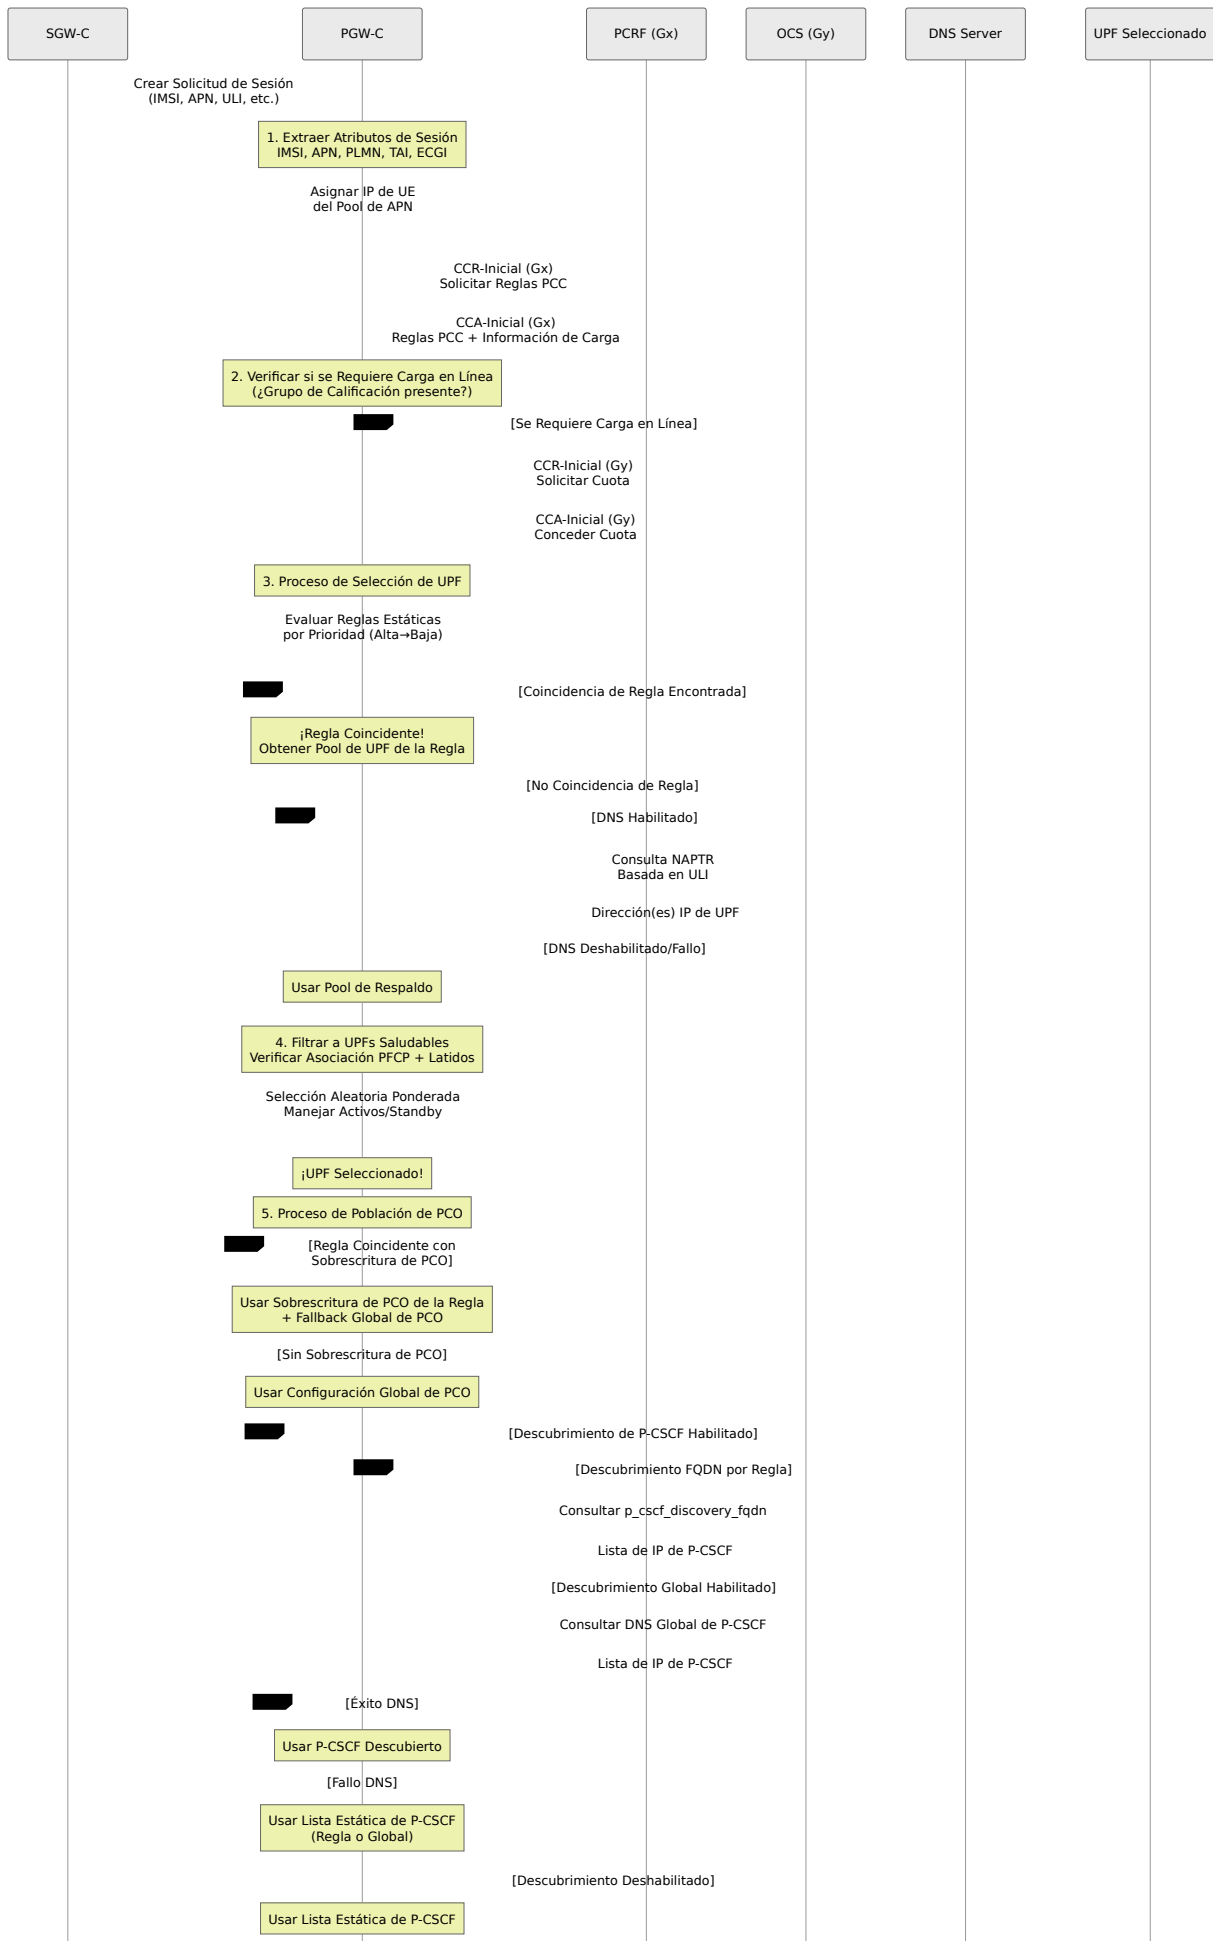 SGW-C
PGW-C
PCRF (Gx)
OCS (Gy)
DNS Server
UPF Seleccionado
Crear Solicitud de Sesión
(IMSI, APN, ULI, etc.)
1. Extraer Atributos de Sesión
IMSI, APN, PLMN, TAI, ECGI
Asignar IP de UE
del Pool de APN
CCR-Inicial (Gx)
Solicitar Reglas PCC
CCA-Inicial (Gx)
Reglas PCC + Información de Carga
2. Verificar si se Requiere Carga en Línea
(¿Grupo de Calificación presente?)
[Se Requiere Carga en Línea]
CCR-Inicial (Gy)
Solicitar Cuota
CCA-Inicial (Gy)
Conceder Cuota
3. Proceso de Selección de UPF
Evaluar Reglas Estáticas
por Prioridad (Alta→Baja)
[Coincidencia de Regla Encontrada]
¡Regla Coincidente!
Obtener Pool de UPF de la Regla
[No Coincidencia de Regla]
[DNS Habilitado]
Consulta NAPTR
Basada en ULI
Dirección(es) IP de UPF
[DNS Deshabilitado/Fallo]
Usar Pool de Respaldo
4. Filtrar a UPFs Saludables
Verificar Asociación PFCP + Latidos
Selección Aleatoria Ponderada
Manejar Activos/Standby
¡UPF Seleccionado!
5. Proceso de Población de PCO
[Regla Coincidente con
Sobrescritura de PCO]
Usar Sobrescritura de PCO de la Regla
+ Fallback Global de PCO
[Sin Sobrescritura de PCO]
Usar Configuración Global de PCO
[Descubrimiento de P-CSCF Habilitado]
[Descubrimiento FQDN por Regla]
Consultar p_cscf_discovery_fqdn
Lista de IP de P-CSCF
[Descubrimiento Global Habilitado]
Consultar DNS Global de P-CSCF
Lista de IP de P-CSCF
[Éxito DNS]
Usar P-CSCF Descubierto
[Fallo DNS]
Usar Lista Estática de P-CSCF
(Regla o Global)
[Descubrimiento Deshabilitado]
Usar Lista Estática de P-CSCF